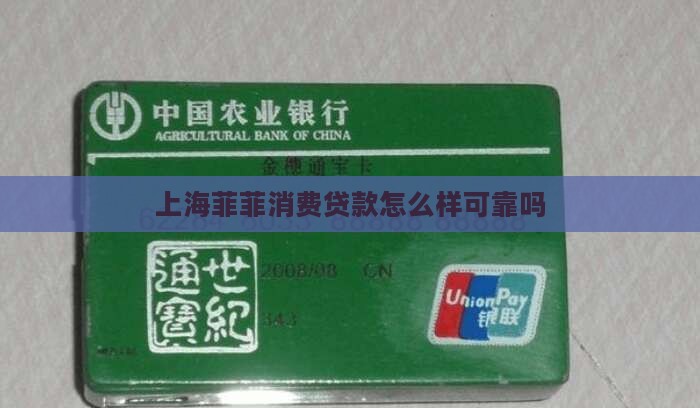 中国农业银行
AGRICULTURAL BANK OF CHINA
金穗通宝卡
上海菲菲消费贷款怎么样可靠吗
2008/08 CN
世纪通寶
343
UnionPay
银联